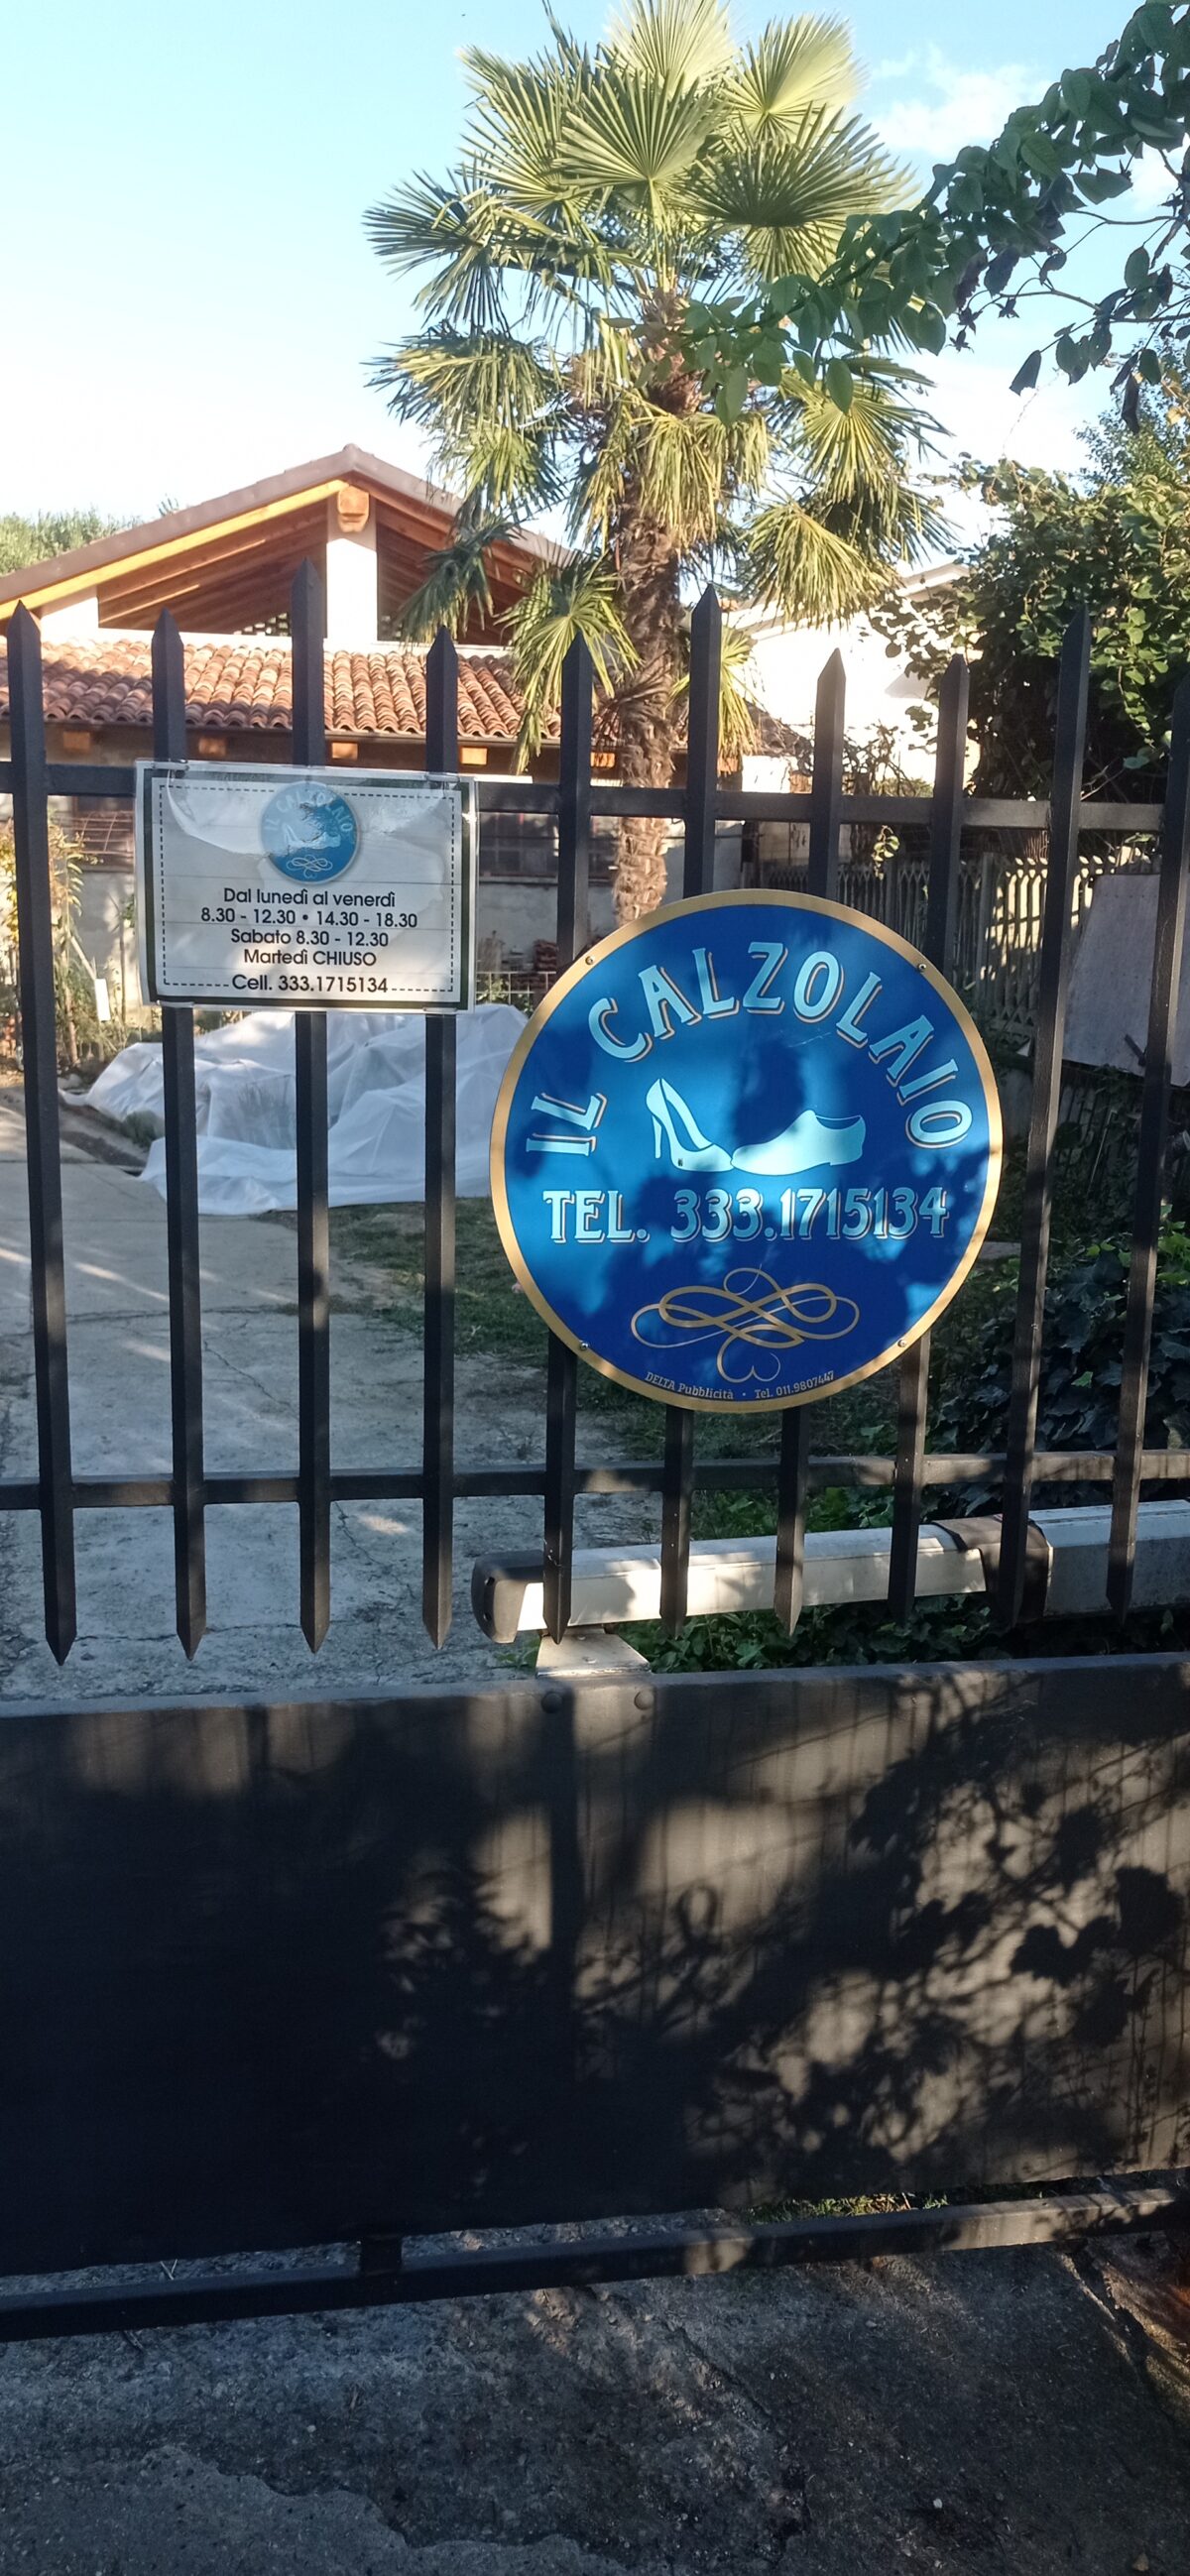 IL CALZOLAIO
Dal lunedì al venerdì
8.30 - 12.30 • 14.30 - 18.30
Sabato 8.30 - 12.30
Martedì CHIUSO
Cell. 333.1715134
IL CALZOLAIO
TEL. 333.1715134
DELTA Pubblicità • Tel. 011.9807447